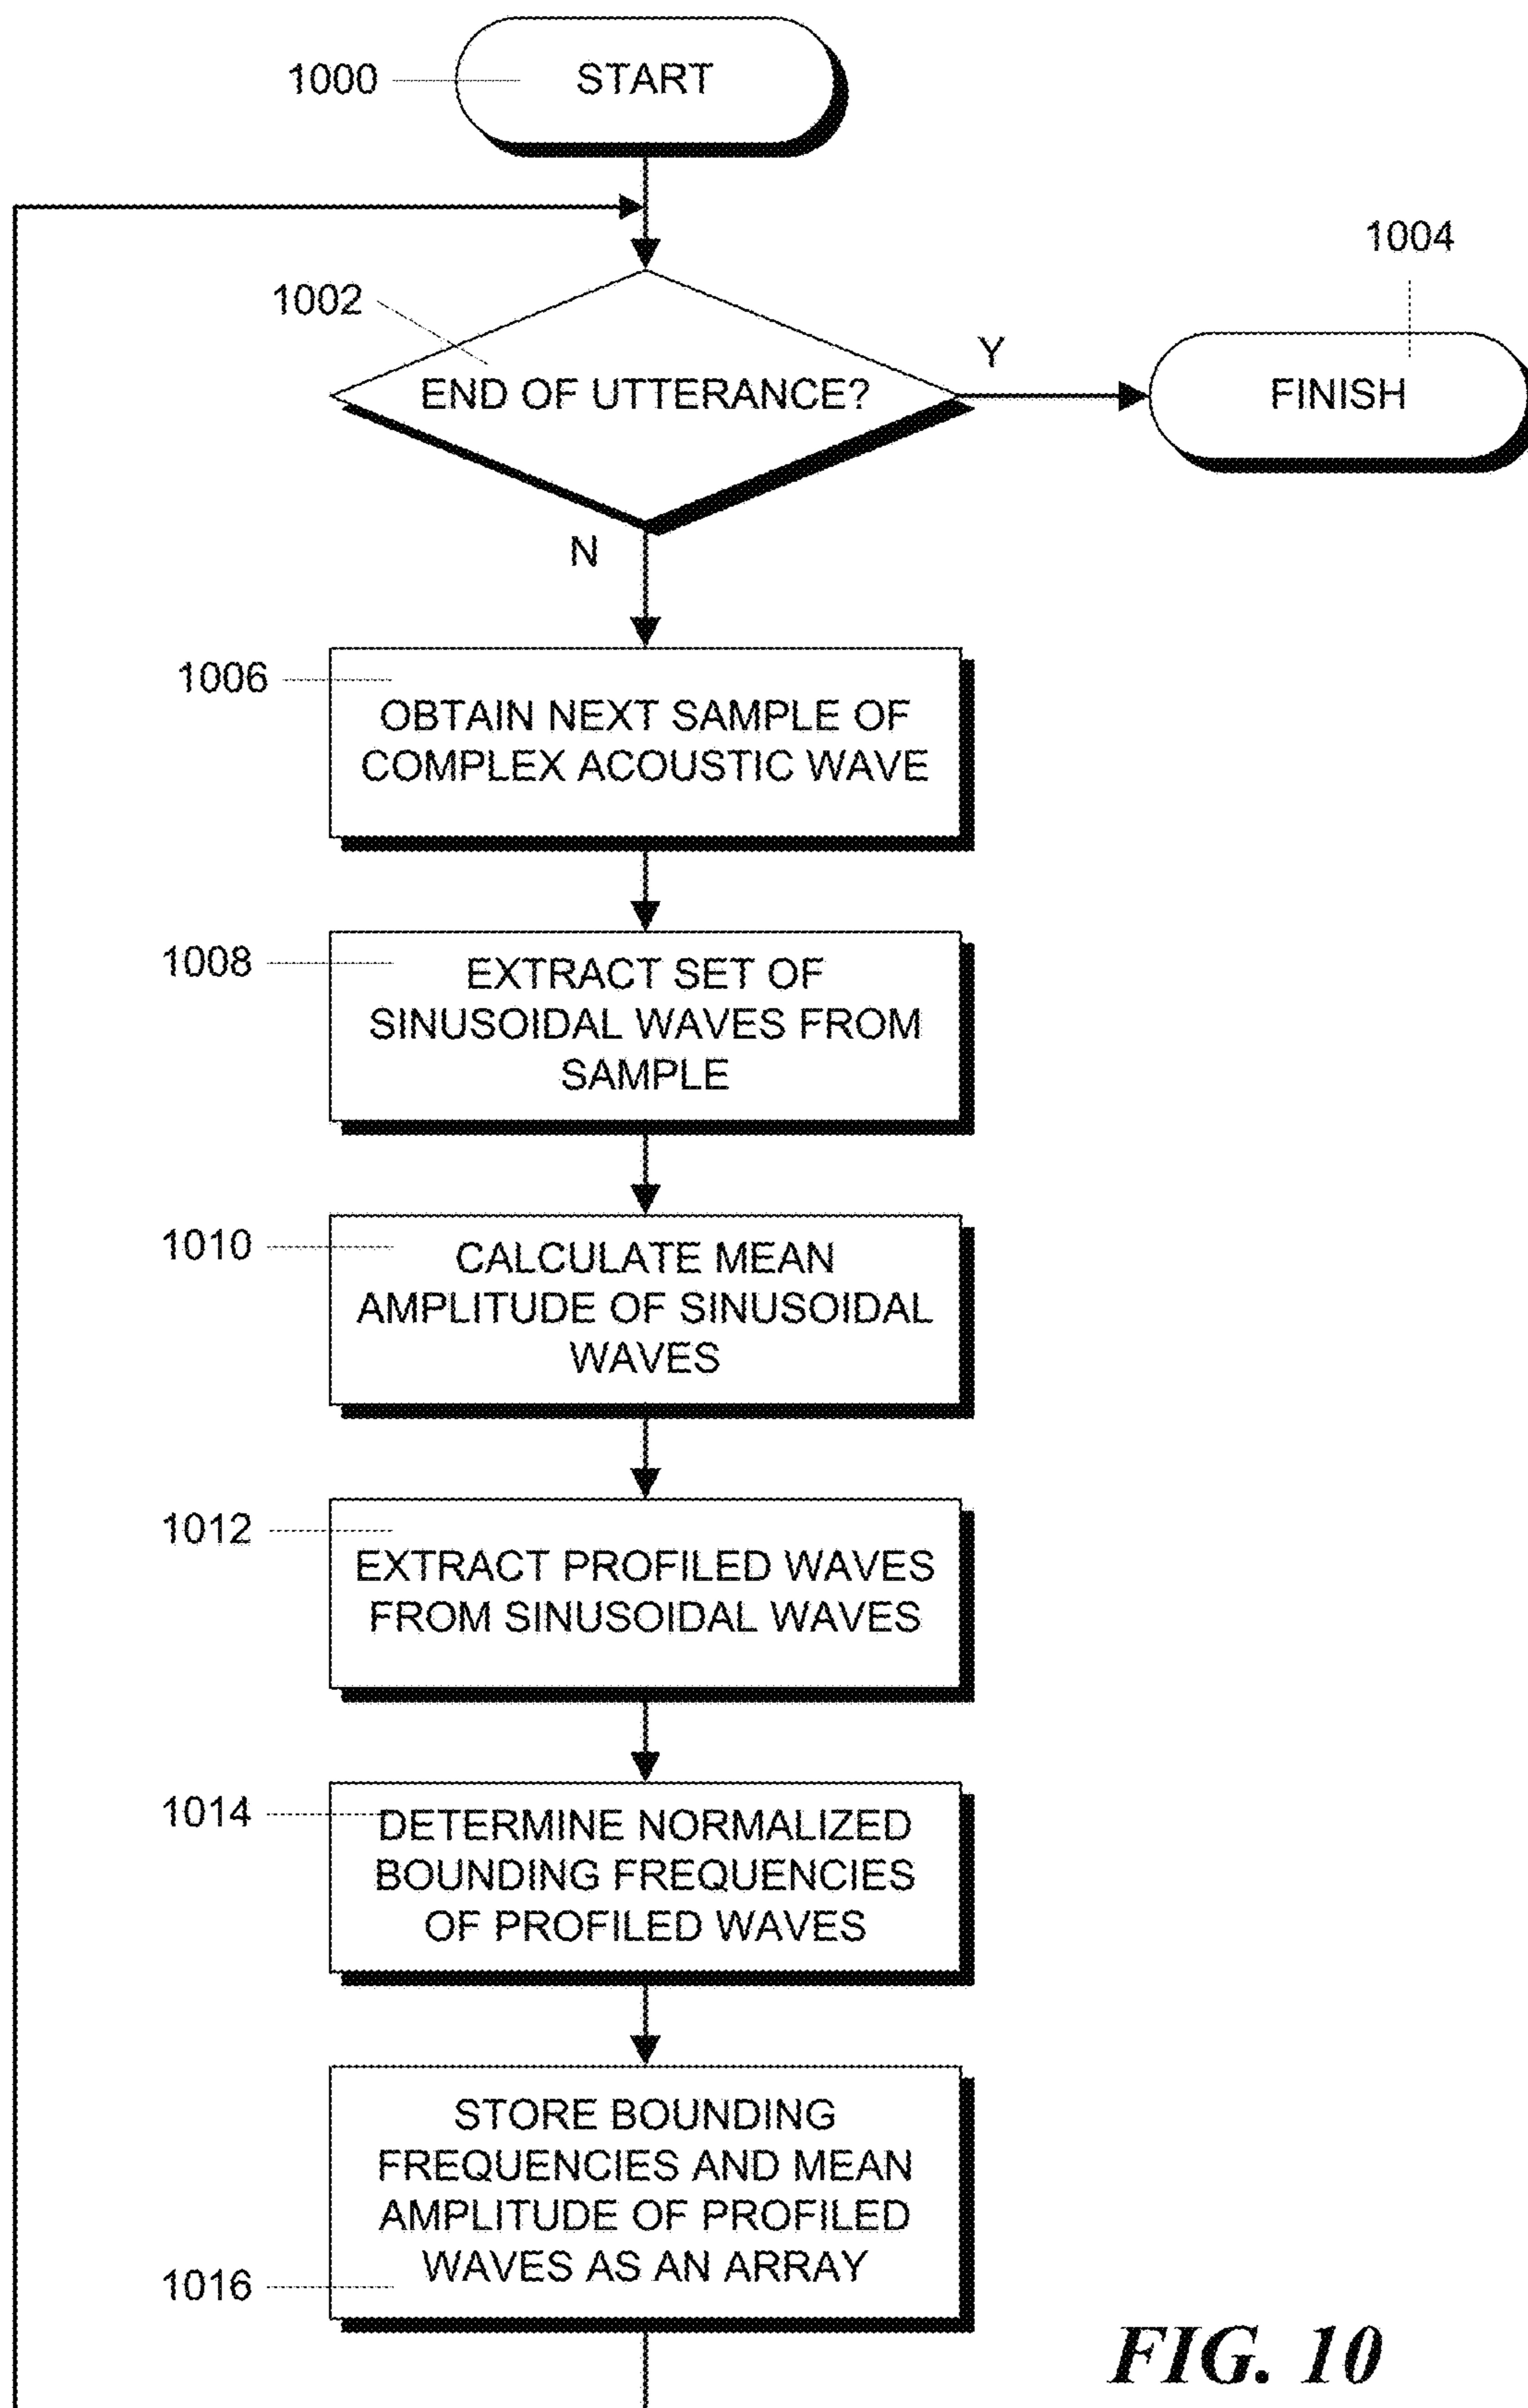 1000
START
1004
1002
END OF UTTERANCE?
Y
FINISH
N
1006
OBTAIN NEXT SAMPLE OF
COMPLEX ACOUSTIC WAVE
1008
EXTRACT SET OF
SINUSOIDAL WAVES FROM
SAMPLE
1010
CALCULATE MEAN
AMPLITUDE OF SINUSOIDAL
WAVES
1012
EXTRACT PROFILED WAVES
FROM SINUSOIDAL WAVES
1014
DETERMINE NORMALIZED
BOUNDING FREQUENCIES
OF PROFILED WAVES
STORE BOUNDING
FREQUENCIES AND MEAN
AMPLITUDE OF PROFILED
WAVES AS AN ARRAY
1016
FIG. 10